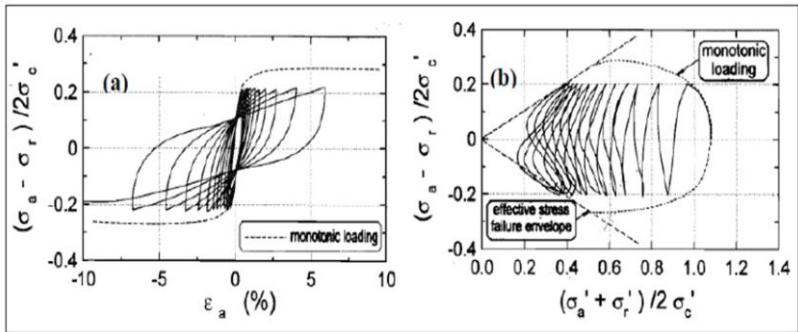 (a)
(σa - σr) /2σc'
0.4
0.2
0
-0.2
-0.4
monotonic loading
-10
-5
0
5
10
εa (%)
(b)
(σa - σr) /2σc'
0.4
0.2
0
-0.2
-0.4
monotonic
loading
effective stress
failure envelope
0.0
0.2
0.4
0.6
0.8
1.0
1.2
1.4
(σa' + σr')/2 σc'